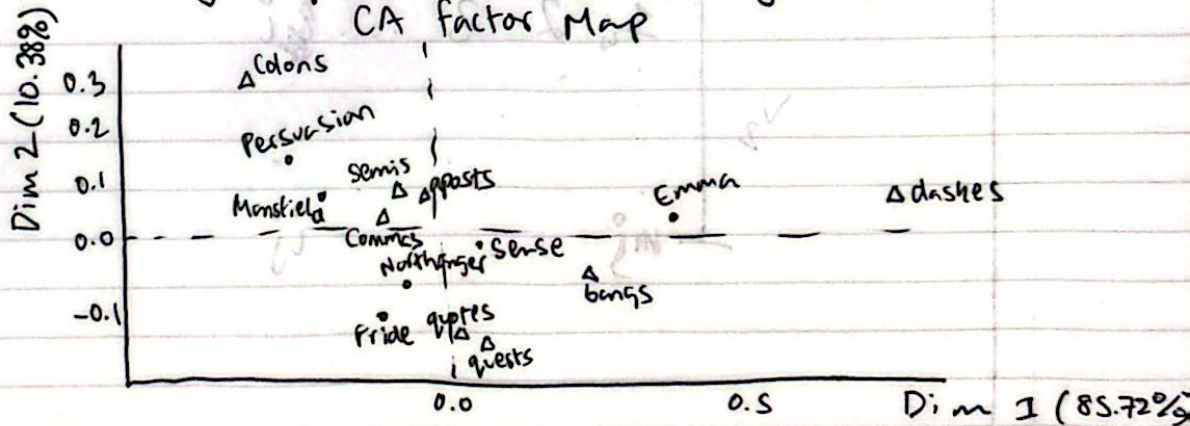 CA factor Map
Dim 2 (10.38%)
0.3
Colons
0.2
Persuasian
0.1
semis
apposts
Emma
dashes
Mansfield
0.0
Commas
Sense
Northanger
bangs
-0.1
Pride
quotes
quests
0.0
0.5
Dim 1 (85.72%)